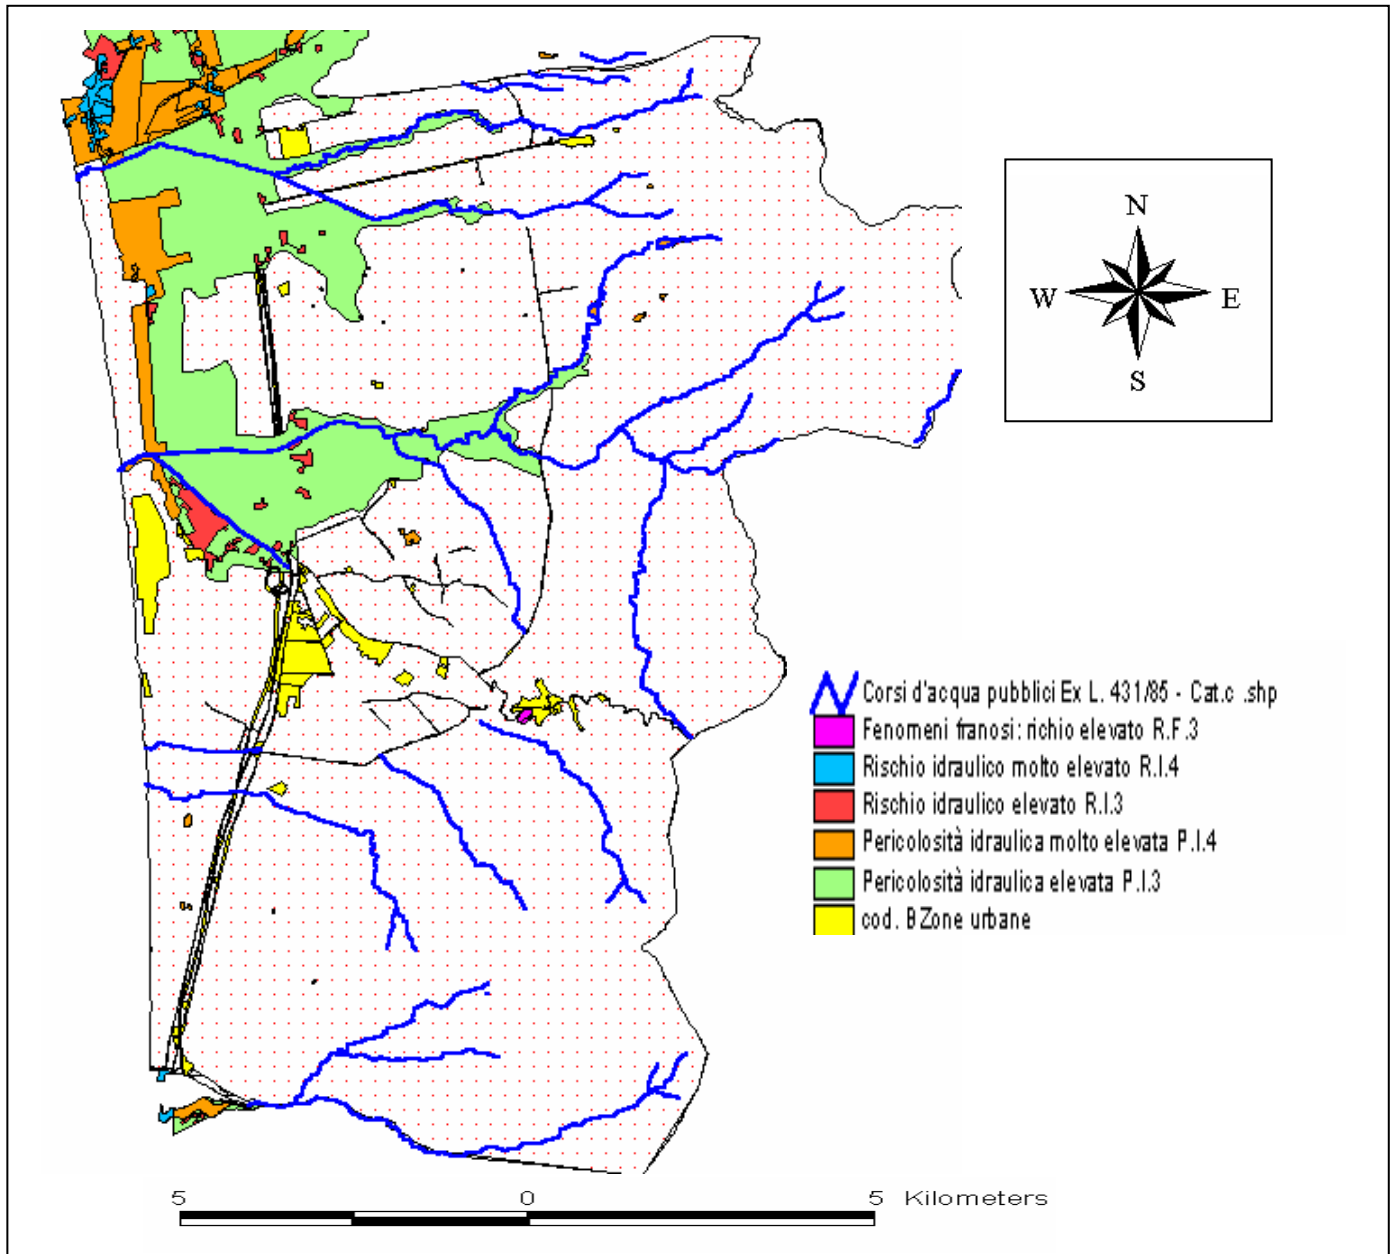 N
W E
S
Corsi d'acqua pubblici Ex L. 431/85 - Cat.c .shp
Fenomeni franosi: richio elevato R.F.3
Rischio idraulico molto elevato R.I.4
Rischio idraulico elevato R.I.3
Pericolosità idraulica molto elevata P.I.4
Pericolosità idraulica elevata P.I.3
cod. B Zone urbane
5 0 5 Kilometers